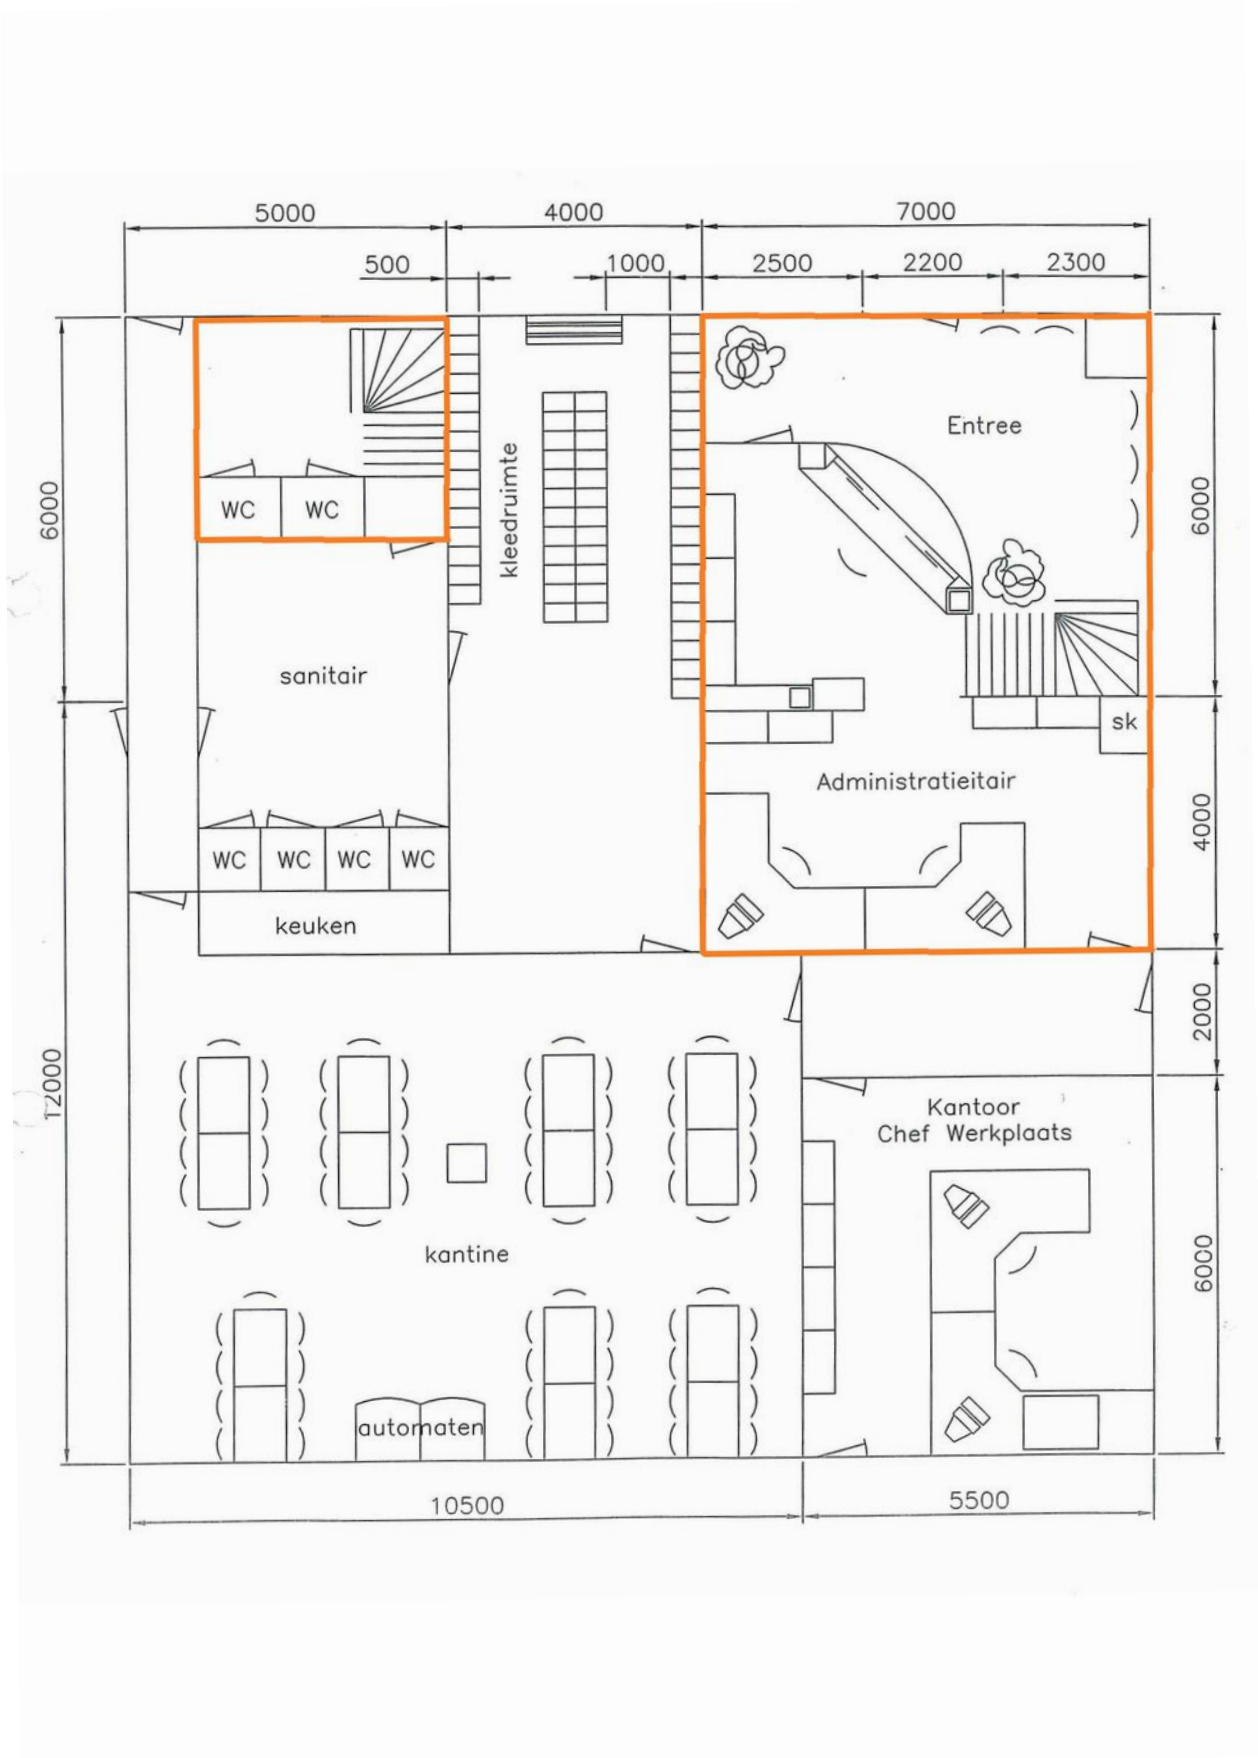 5000
4000
7000
500
1000
2500
2200
2300
Entree
kleedruimte
WC
WC
6000
6000
sanitair
sk
Administratieitair
4000
WC
WC
WC
WC
keuken
2000
12000
Kantoor
Chef Werkplaats
kantine
6000
automaten
10500
5500